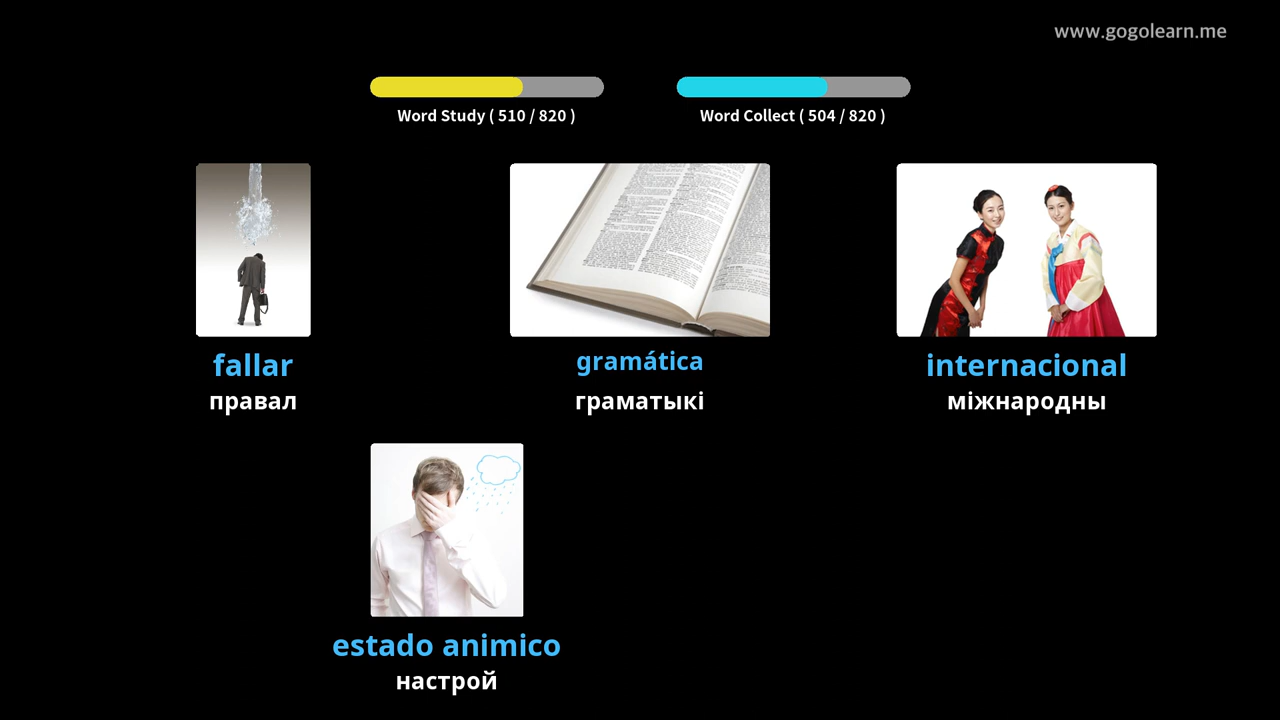 www.gogolearn.me
Word Study ( 510 / 820 )
Word Collect ( 504 / 820 )
fallar
правал
gramática
граматыкі
internacional
міжнародны
estado animico
настрой